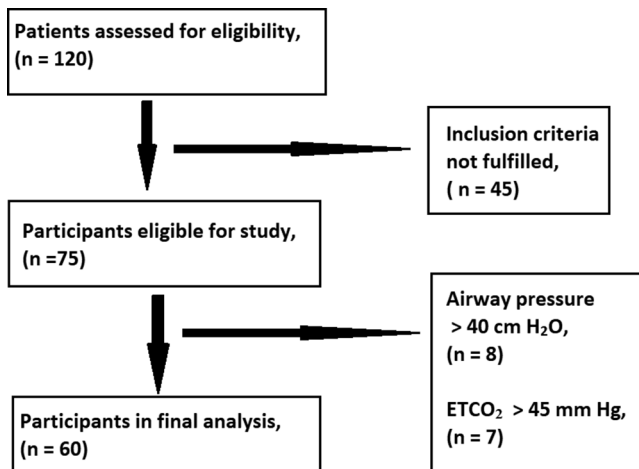 Patients assessed for eligibility,
(n = 120)
Inclusion criteria
not fulfilled,
( n = 45)
Participants eligible for study,
(n =75)
Airway pressure
> 40 cm H₂O,
(n = 8)
ETCO₂ > 45 mm Hg,
(n = 7)
Participants in final analysis,
(n = 60)